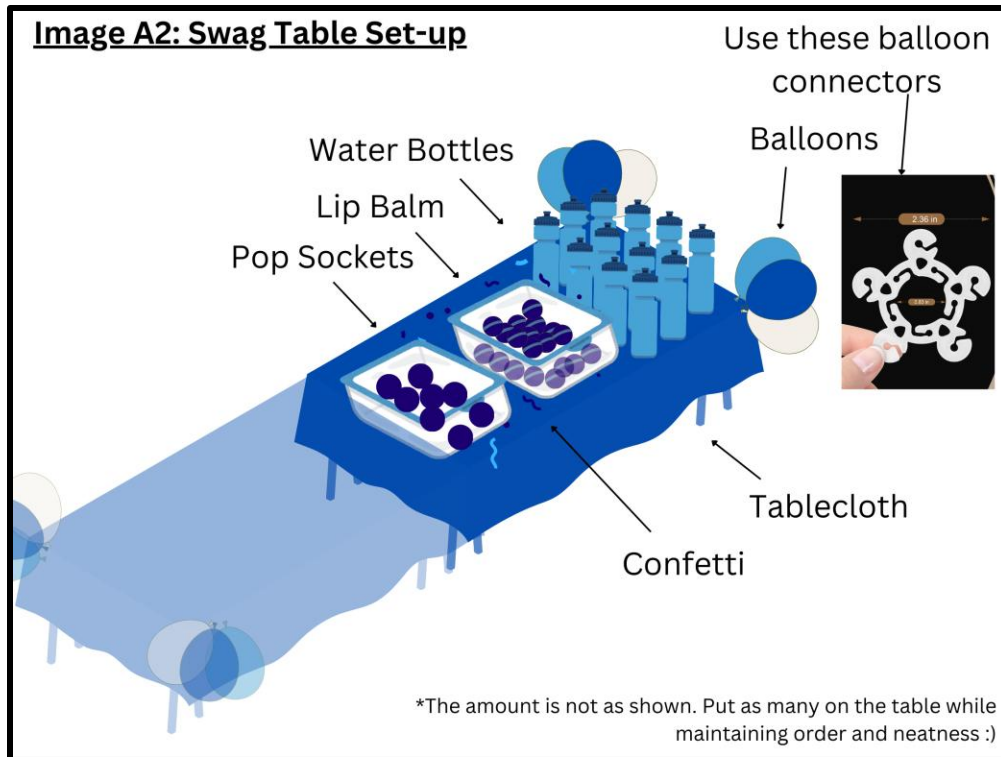 Image A2: Swag Table Set-up
Use these balloon
connectors
Balloons
Water Bottles
Lip Balm
Pop Sockets
2.36 in
Tablecloth
Confetti
*The amount is not as shown. Put as many on the table while
maintaining order and neatness :)